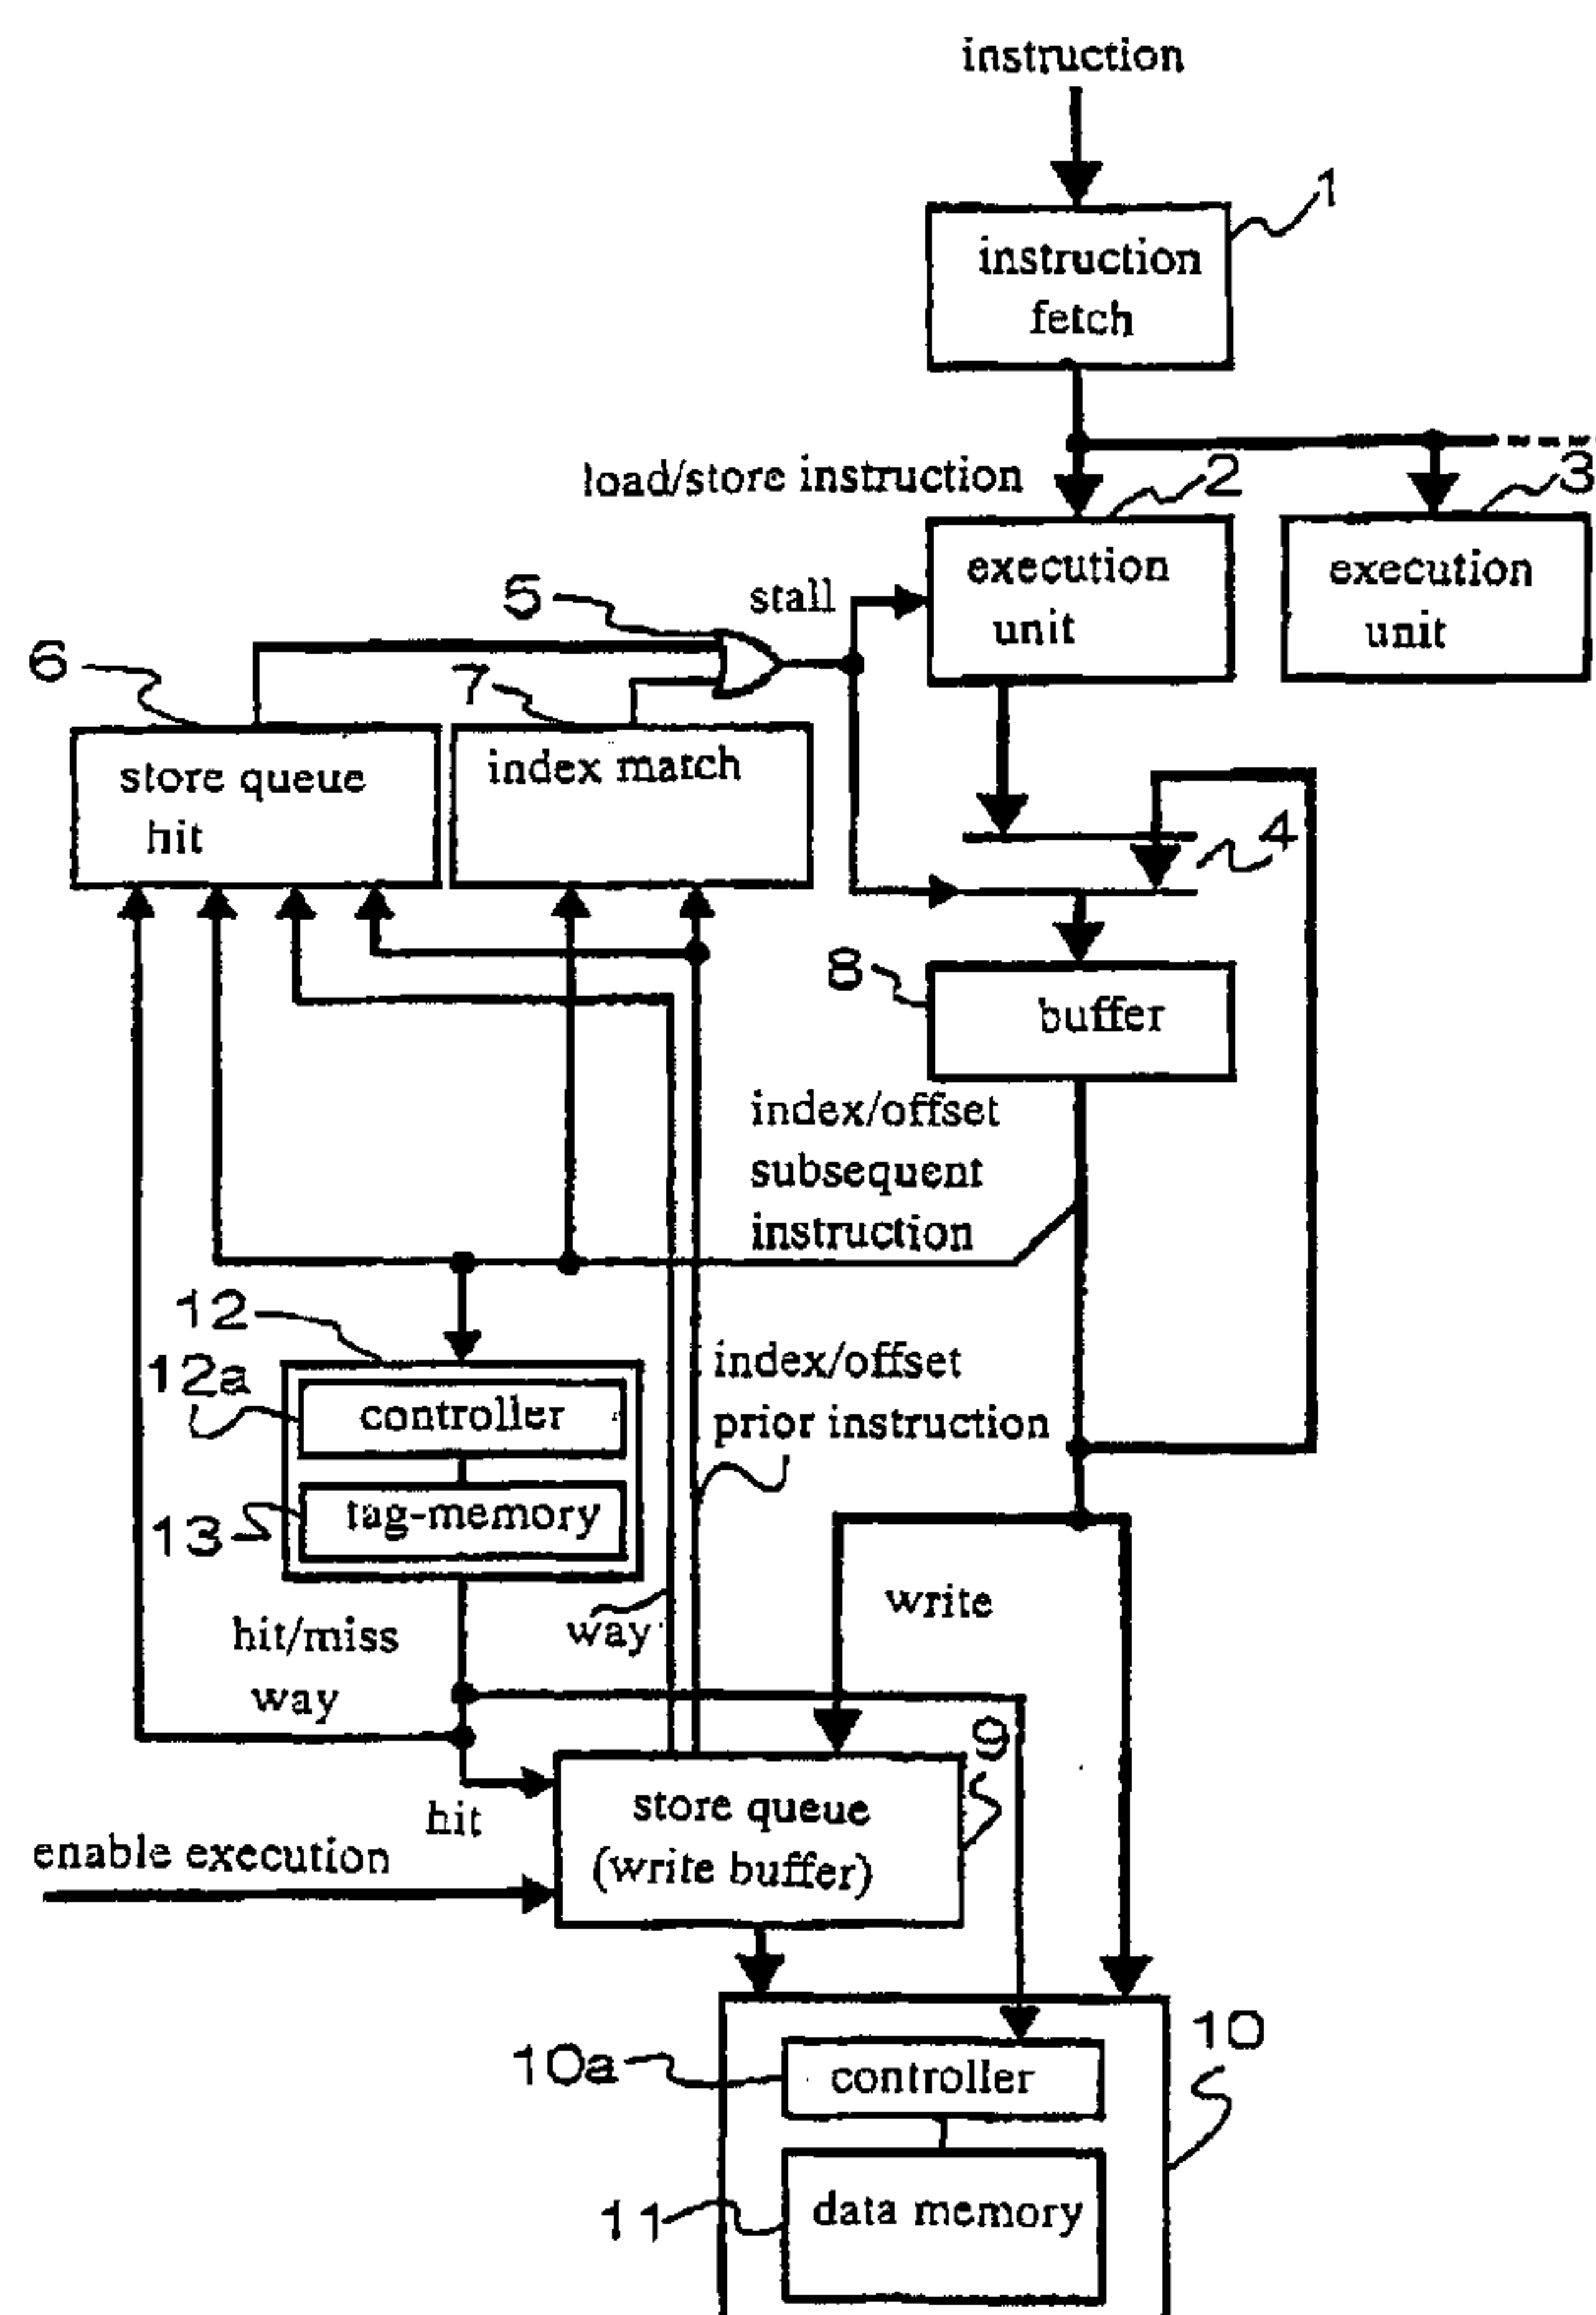 instruction
1
instruction
fetch
load/store instruction
2
3
execution
unit
execution
unit
5
stall
6
7
store queue
hit
index match
4
8
buffer
index/offset
subsequent
instruction
12
12a
controller
index/offset
prior instruction
13
tag-memory
hit/miss
way
way
write
9
store queue
(write buffer)
hit
enable execution
10
10a
controller
11
data memory